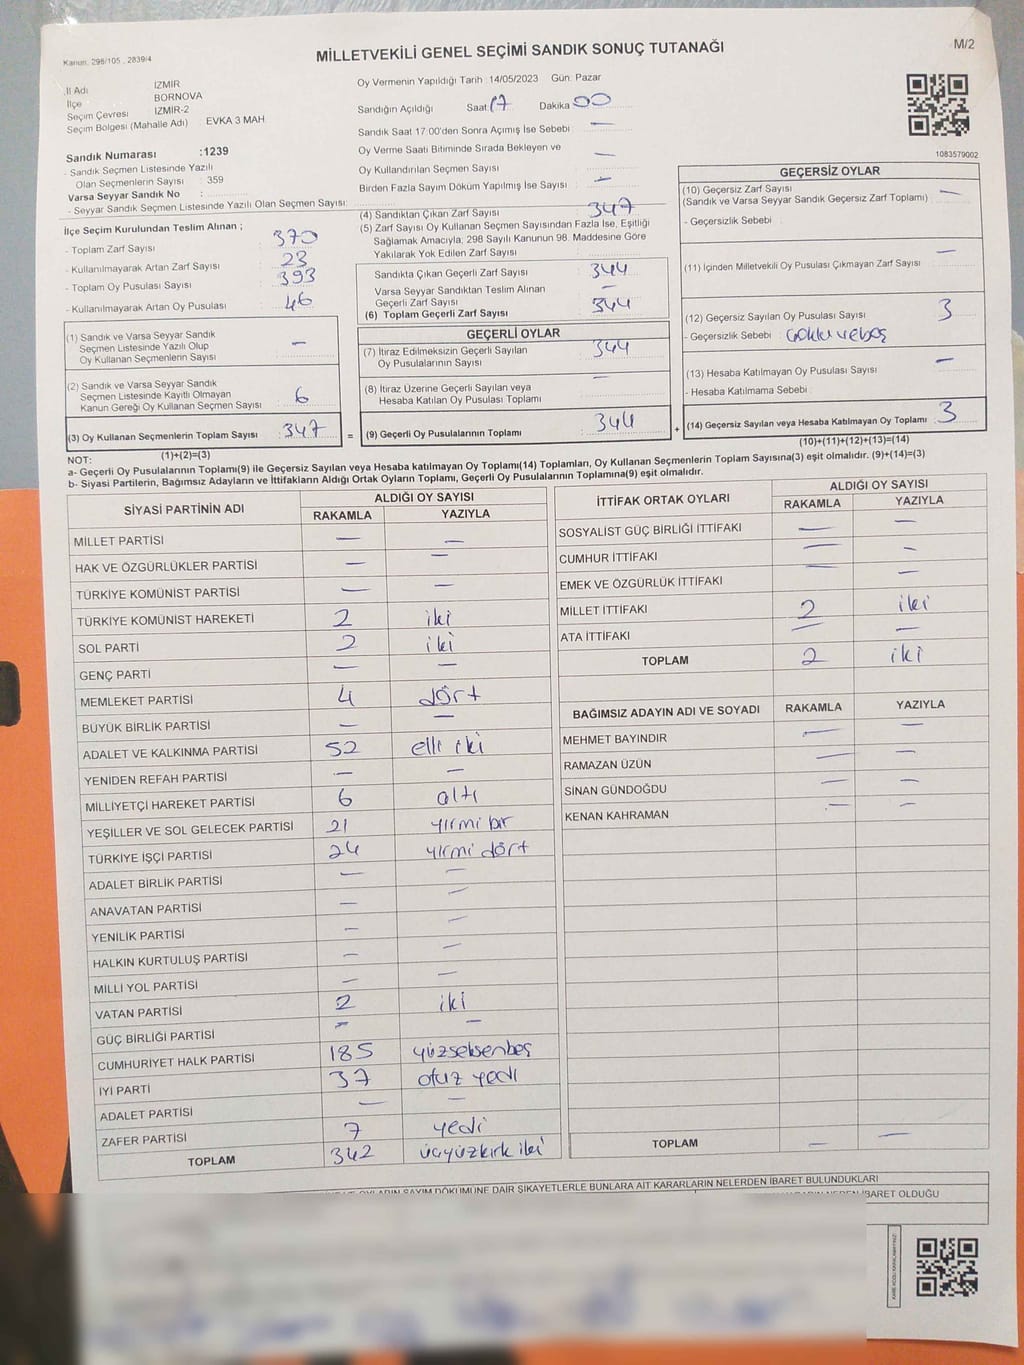 Kanun. 298/105, 2839/4
MİLLETVEKİLİ GENEL SEÇİMİ SANDIK SONUÇ TUTANAĞI
M/2
İl Adı IZMIR
İlçe BORNOVA
Seçim Çevresi IZMIR-2
Seçim Bölgesi (Mahalle Adı) : EVKA 3 MAH
Oy Vermenin Yapıldığı Tarih : 14/05/2023 Gün: Pazar
Sandığın Açıldığı Saat 17 Dakika 00
Sandık Saat 17:00'den Sonra Açımış İse Sebebi : —
Oy Verme Saati Bitiminde Sırada Bekleyen ve
Oy Kullandırılan Seçmen Sayısı : —
Birden Fazla Sayım Döküm Yapılmış İse Sayısı : —
1083579002
Sandık Numarası :1239
- Sandık Seçmen Listesinde Yazılı
Olan Seçmenlerin Sayısı : 359
Varsa Seyyar Sandık No :
- Seyyar Sandık Seçmen Listesinde Yazılı Olan Seçmen Sayısı:
İlçe Seçim Kurulundan Teslim Alınan ;
- Toplam Zarf Sayısı : 370
- Kullanılmayarak Artan Zarf Sayısı : 23
- Toplam Oy Pusulası Sayısı : 393
- Kullanılmayarak Artan Oy Pusulası : 46
(1) Sandık ve Varsa Seyyar Sandık
Seçmen Listesinde Yazılı Olup
Oy Kullanan Seçmenlerin Sayısı : —
(2) Sandık ve Varsa Seyyar Sandık
Seçmen Listesinde Kayıtlı Olmayan
Kanun Gereği Oy Kullanan Seçmen Sayısı : 6
(3) Oy Kullanan Seçmenlerin Toplam Sayısı : 347
(1)+(2)=(3)
(4) Sandıktan Çıkan Zarf Sayısı : 347
(5) Zarf Sayısı Oy Kullanan Seçmen Sayısından Fazla İse, Eşitliği
Sağlamak Amacıyla, 298 Sayılı Kanunun 98. Maddesine Göre
Yakılarak Yok Edilen Zarf Sayısı :
Sandıkta Çıkan Geçerli Zarf Sayısı : 344
Varsa Seyyar Sandıktan Teslim Alınan
Geçerli Zarf Sayısı : —
(6) Toplam Geçerli Zarf Sayısı : 344
GEÇERLİ OYLAR
(7) İtiraz Edilmeksizin Geçerli Sayılan
Oy Pusulalarının Sayısı : 344
(8) İtiraz Üzerine Geçerli Sayılan veya
Hesaba Katılan Oy Pusulası Toplamı : —
= (9) Geçerli Oy Pusulalarının Toplamı : 344 +
GEÇERSİZ OYLAR
(10) Geçersiz Zarf Sayısı : —
(Sandık ve Varsa Seyyar Sandık Geçersiz Zarf Toplamı)
- Geçersizlik Sebebi :
(11) İçinden Milletvekili Oy Pusulası Çıkmayan Zarf Sayısı : —
(12) Geçersiz Sayılan Oy Pusulası Sayısı : 3
- Geçersizlik Sebebi :
(13) Hesaba Katılmayan Oy Pusulası Sayısı : —
- Hesaba Katılmama Sebebi :
(14) Geçersiz Sayılan veya Hesaba Katılmayan Oy Toplamı : 3
(10)+(11)+(12)+(13)=(14)
NOT:
a- Geçerli Oy Pusulalarının Toplamı(9) ile Geçersiz Sayılan veya Hesaba katılmayan Oy Toplamı(14) Toplamları, Oy Kullanan Seçmenlerin Toplam Sayısına(3) eşit olmalıdır. (9)+(14)=(3)
b- Siyasi Partilerin, Bağımsız Adayların ve İttifakların Aldığı Ortak Oyların Toplamı, Geçerli Oy Pusulalarının Toplamına(9) eşit olmalıdır.
SİYASİ PARTİNİN ADI ALDIĞI OY SAYISI
RAKAMLA YAZIYLA
MİLLET PARTİSİ — —
HAK VE ÖZGÜRLÜKLER PARTİSİ — —
TÜRKİYE KOMÜNİST PARTİSİ — —
TÜRKİYE KOMÜNİST HAREKETİ 2 iki
SOL PARTİ 2 iki
GENÇ PARTİ — —
MEMLEKET PARTİSİ 4 dört
BÜYÜK BİRLİK PARTİSİ — —
ADALET VE KALKINMA PARTİSİ 52 elli iki
YENİDEN REFAH PARTİSİ — —
MİLLİYETÇİ HAREKET PARTİSİ 6 altı
YEŞİLLER VE SOL GELECEK PARTİSİ 21 yirmi bir
TÜRKİYE İŞÇİ PARTİSİ 24 yirmi dört
ADALET BİRLİK PARTİSİ — —
ANAVATAN PARTİSİ — —
YENİLİK PARTİSİ — —
HALKIN KURTULUŞ PARTİSİ — —
MİLLİ YOL PARTİSİ — —
VATAN PARTİSİ 2 iki
GÜÇ BİRLİĞİ PARTİSİ — —
CUMHURİYET HALK PARTİSİ 185 yüzseksenbeş
İYİ PARTİ 37 otuz yedi
ADALET PARTİSİ — —
ZAFER PARTİSİ 7 yedi
TOPLAM 342 üçyüzkırk iki
İTTİFAK ORTAK OYLARI ALDIĞI OY SAYISI
RAKAMLA YAZIYLA
SOSYALİST GÜÇ BİRLİĞİ İTTİFAKI — —
CUMHUR İTTİFAKI — —
EMEK VE ÖZGÜRLÜK İTTİFAKI — —
MİLLET İTTİFAKI 2 iki
ATA İTTİFAKI — —
TOPLAM 2 iki
BAĞIMSIZ ADAYIN ADI VE SOYADI RAKAMLA YAZIYLA
MEHMET BAYINDIR — —
RAMAZAN ÜZÜN — —
SİNAN GÜNDOĞDU — —
KENAN KAHRAMAN — —
TOPLAM — —
OYLARIN SAYIM DÖKÜMÜNE DAİR ŞİKAYETLERLE BUNLARA AİT KARARLARIN NELERDEN İBARET BULUNDUKLARI
İBARET OLDUĞU